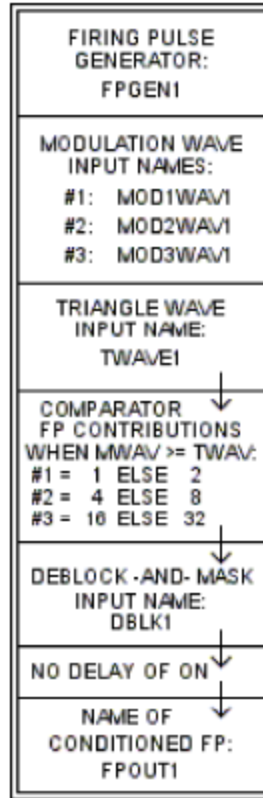 FIRING PULSE
GENERATOR:
FPGEN1
MODULATION WAVE
INPUT NAMES:
#1: MOD1WAV1
#2: MOD2WAV1
#3: MOD3WAV1
TRIANGLE WAVE
INPUT NAME:
TWAVE1
COMPARATOR
FP CONTRIBUTIONS
WHEN MWAV >= TWAV:
#1 = 1 ELSE 2
#2 = 4 ELSE 8
#3 = 16 ELSE 32
DEBLOCK -AND- MASK
INPUT NAME:
DBLK1
NO DELAY OF ON
NAME OF
CONDITIONED FP:
FPOUT1